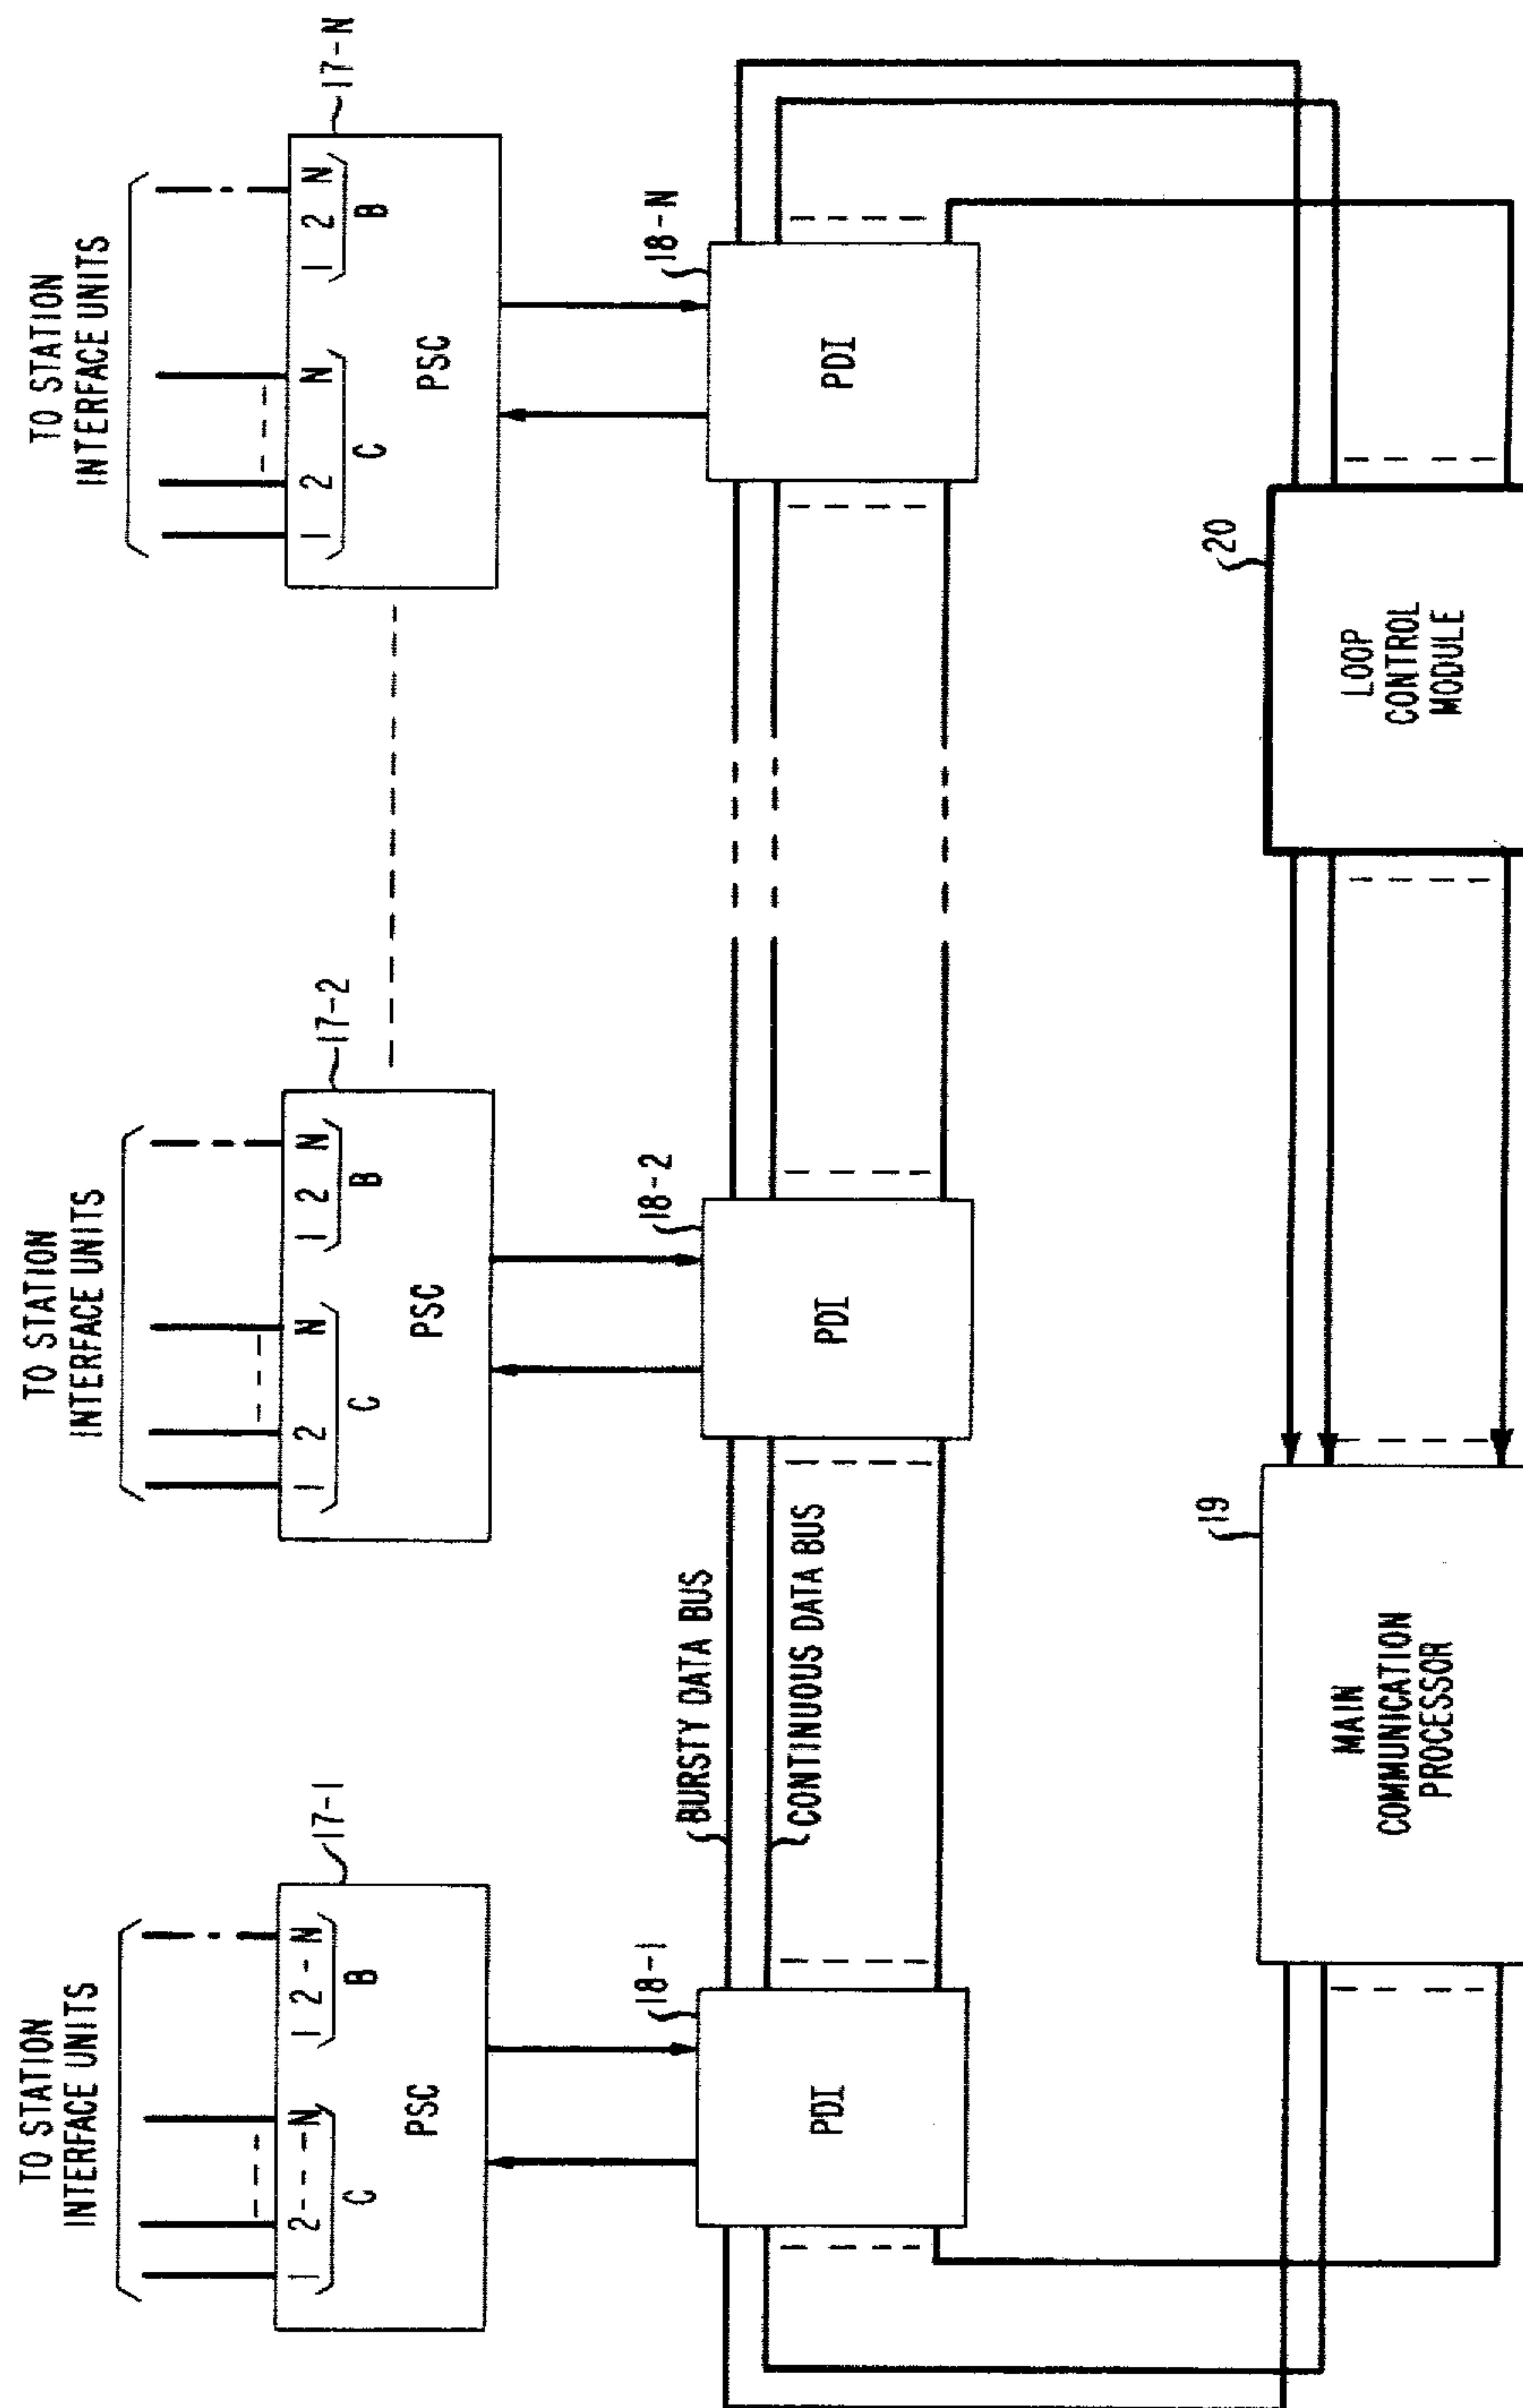 TO STATION
INTERFACE UNITS
TO STATION
INTERFACE UNITS
TO STATION
INTERFACE UNITS
17-1
17-2
17-N
1 2---N
C
1 2-N
B
PSC
1 2 N
C
1 2 N
B
PSC
1 2 N
C
1 2 N
B
PSC
18-1
18-2
18-N
PDI
PDI
PDI
BURSTY DATA BUS
CONTINUOUS DATA BUS
19
MAIN
COMMUNICATION
PROCESSOR
20
LOOP
CONTROL
MODULE